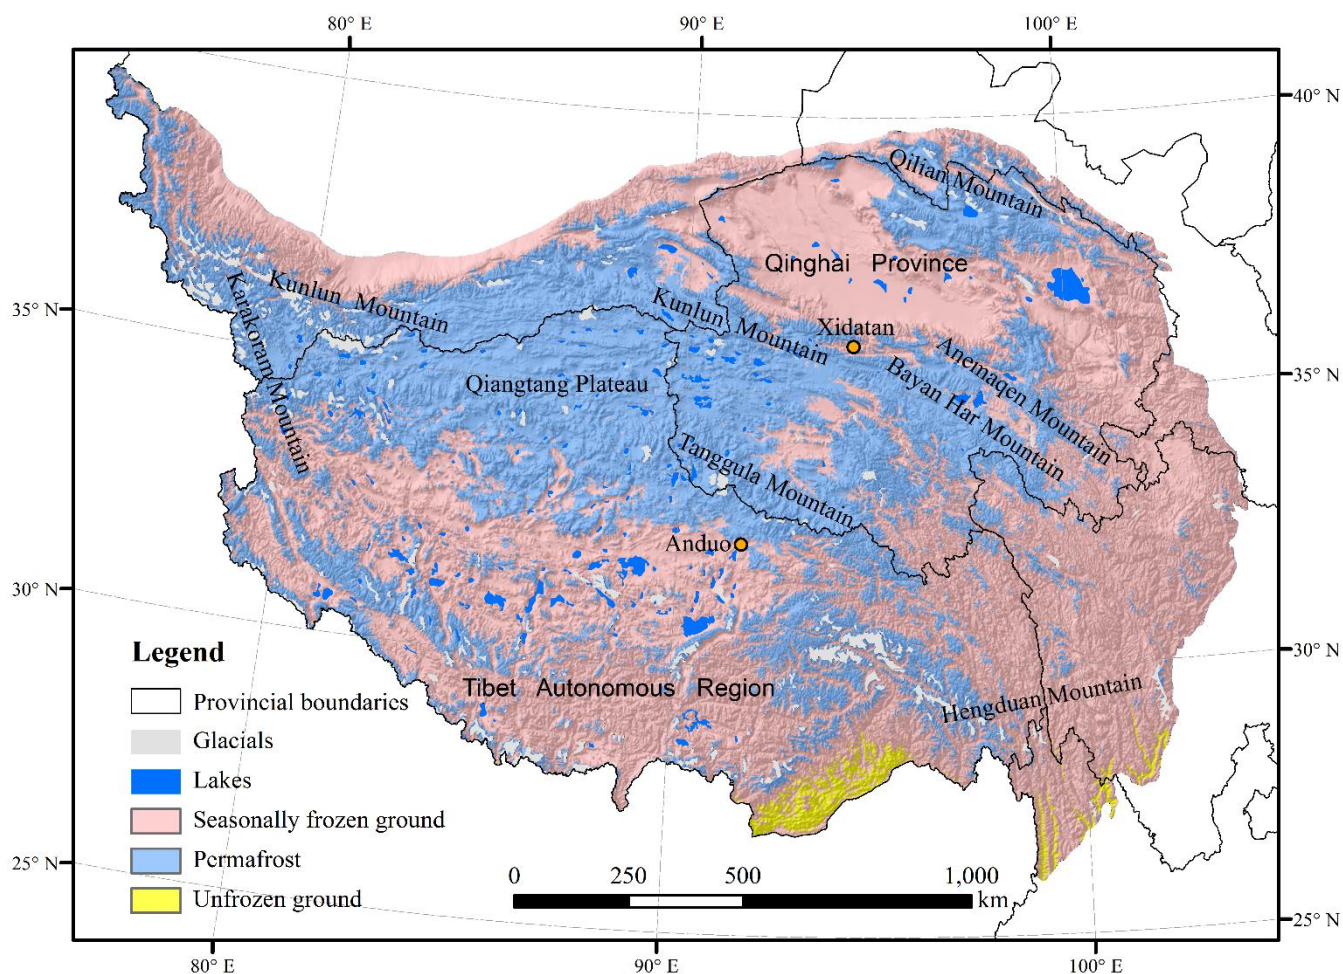 80° E
90° E
100° E
40° N
Qilian Mountain
Qinghai Province
35° N
Karakoram Mountain
Kunlun Mountain
Kunlun Mountain
Xidatan
Anemaqen Mountain
Bayan Har Mountain
35° N
Qiangtang Plateau
Tanggula Mountain
Anduo
30° N
Legend
30° N
Provincial boundaries
Tibet Autonomous Region
Hengduan Mountain
Glacials
Lakes
Seasonally frozen ground
Permafrost
25° N
0 250 500 1,000
km
Unfrozen ground
25° N
80° E
90° E
100° E